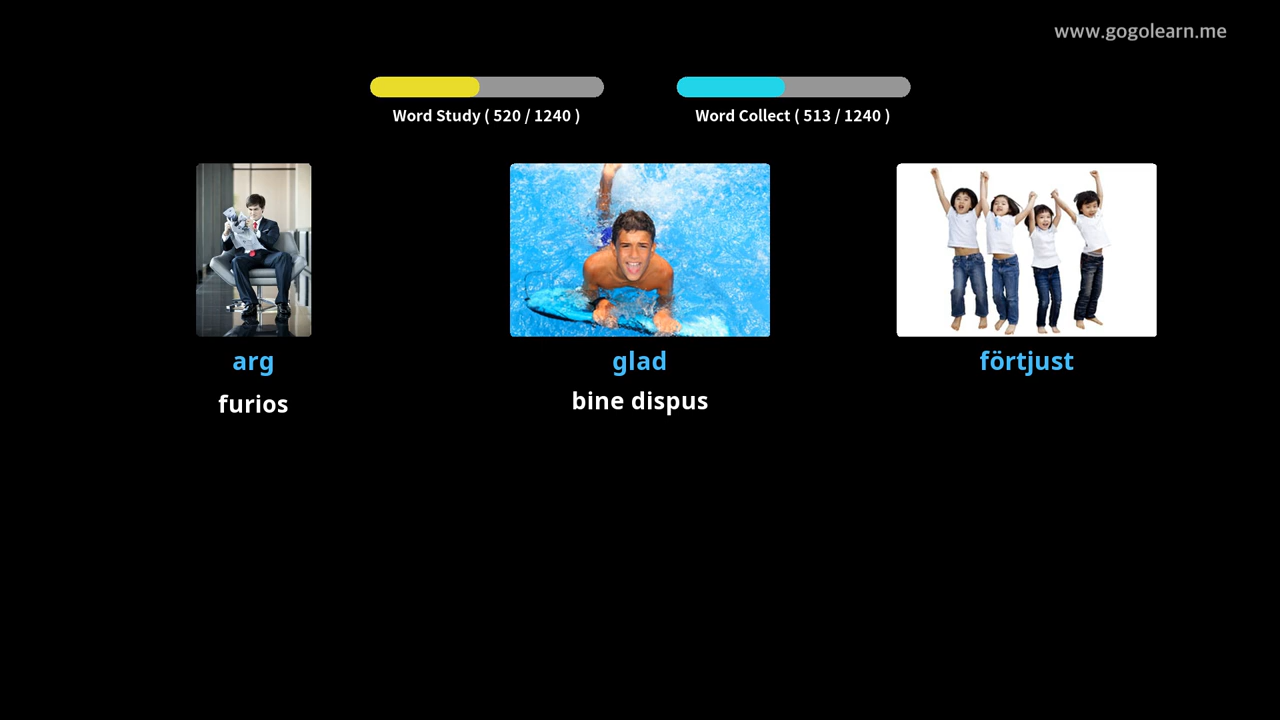 www.gogolearn.me
Word Study ( 520 / 1240 )
Word Collect ( 513 / 1240 )
arg
glad
förtjust
furios
bine dispus